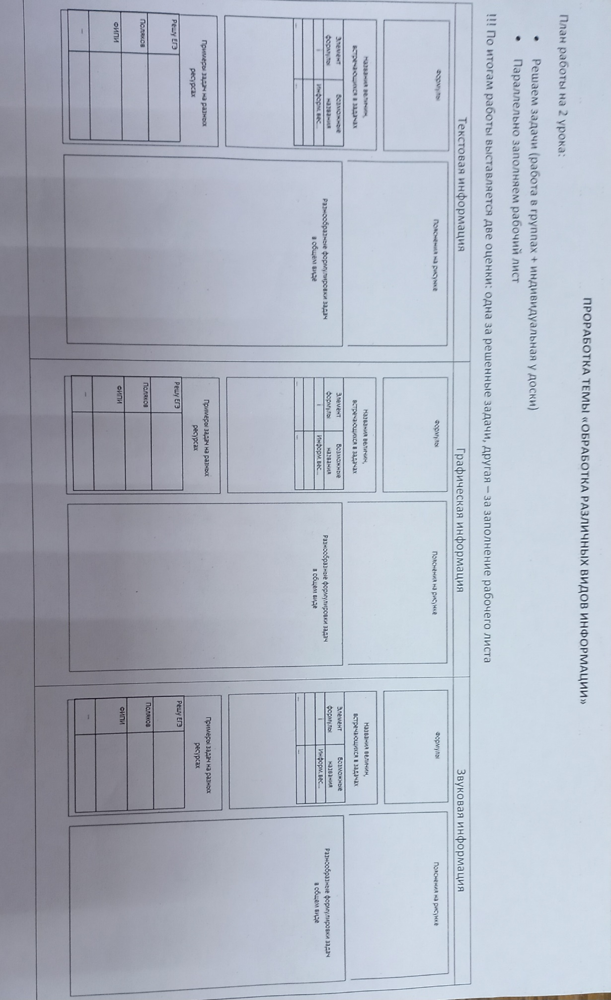 ПРОРАБОТКА ТЕМЫ «ОБРАБОТКА РАЗЛИЧНЫХ ВИДОВ ИНФОРМАЦИИ»
План работы на 2 урока:
• Решаем задачи (работа в группах + индивидуальная у доски)
• Параллельно заполняем рабочий лист
!!! По итогам работы выставляется две оценки: одна за решенные задачи, другая – за заполнение рабочего листа
Текстовая информация
Формулы
Пояснения на рисунке
Названия величин,
встречающихся в задачах
Элемент
формулы
Возможные
названия
i
Информ.вес...
...
...
Разнообразные формулировки задач
в общем виде
Примеры задач на разных
ресурсах
Решу ЕГЭ
Поляков
ФИПИ
...
Графическая информация
Формулы
Пояснения на рисунке
Названия величин,
встречающихся в задачах
Элемент
формулы
Возможные
названия
i
Информ.вес...
...
...
Разнообразные формулировки задач
в общем виде
Примеры задач на разных
ресурсах
Решу ЕГЭ
Поляков
ФИПИ
...
Звуковая информация
Формулы
Пояснения на рисунке
Названия величин,
встречающихся в задачах
Элемент
формулы
Возможные
названия
i
Информ.вес...
...
...
Разнообразные формулировки задач
в общем виде
Примеры задач на разных
ресурсах
Решу ЕГЭ
Поляков
ФИПИ
...